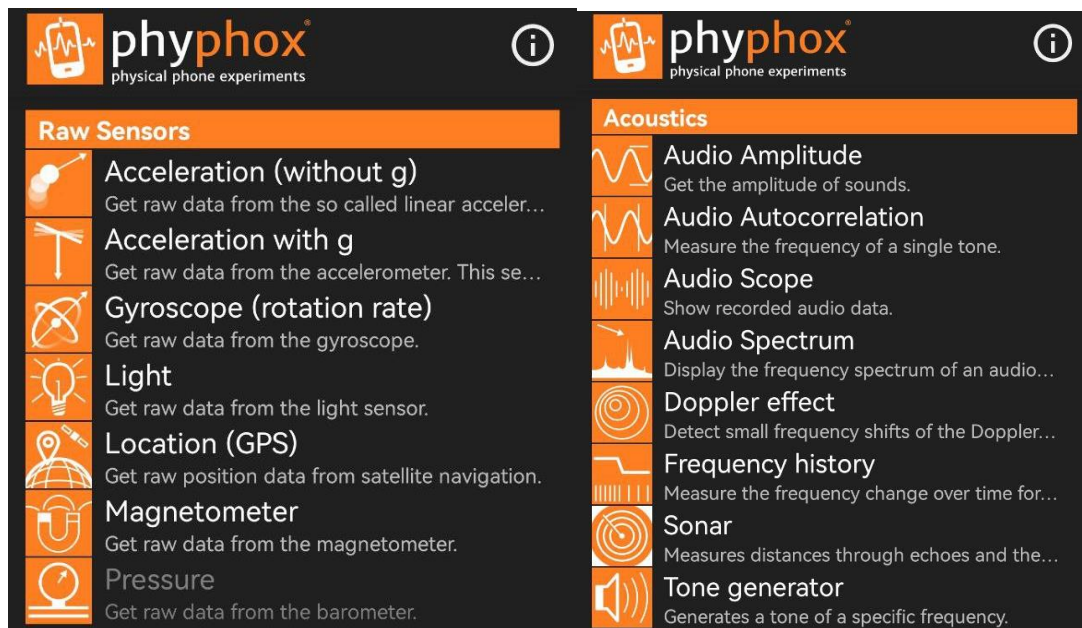 phyphox®
physical phone experiments
Raw Sensors
Acceleration (without g)
Get raw data from the so called linear acceler...
Acceleration with g
Get raw data from the accelerometer. This se...
Gyroscope (rotation rate)
Get raw data from the gyroscope.
Light
Get raw data from the light sensor.
Location (GPS)
Get raw position data from satellite navigation.
Magnetometer
Get raw data from the magnetometer.
Pressure
Get raw data from the barometer.
phyphox®
physical phone experiments
Acoustics
Audio Amplitude
Get the amplitude of sounds.
Audio Autocorrelation
Measure the frequency of a single tone.
Audio Scope
Show recorded audio data.
Audio Spectrum
Display the frequency spectrum of an audio...
Doppler effect
Detect small frequency shifts of the Doppler...
Frequency history
Measure the frequency change over time for...
Sonar
Measures distances through echoes and the...
Tone generator
Generates a tone of a specific frequency.